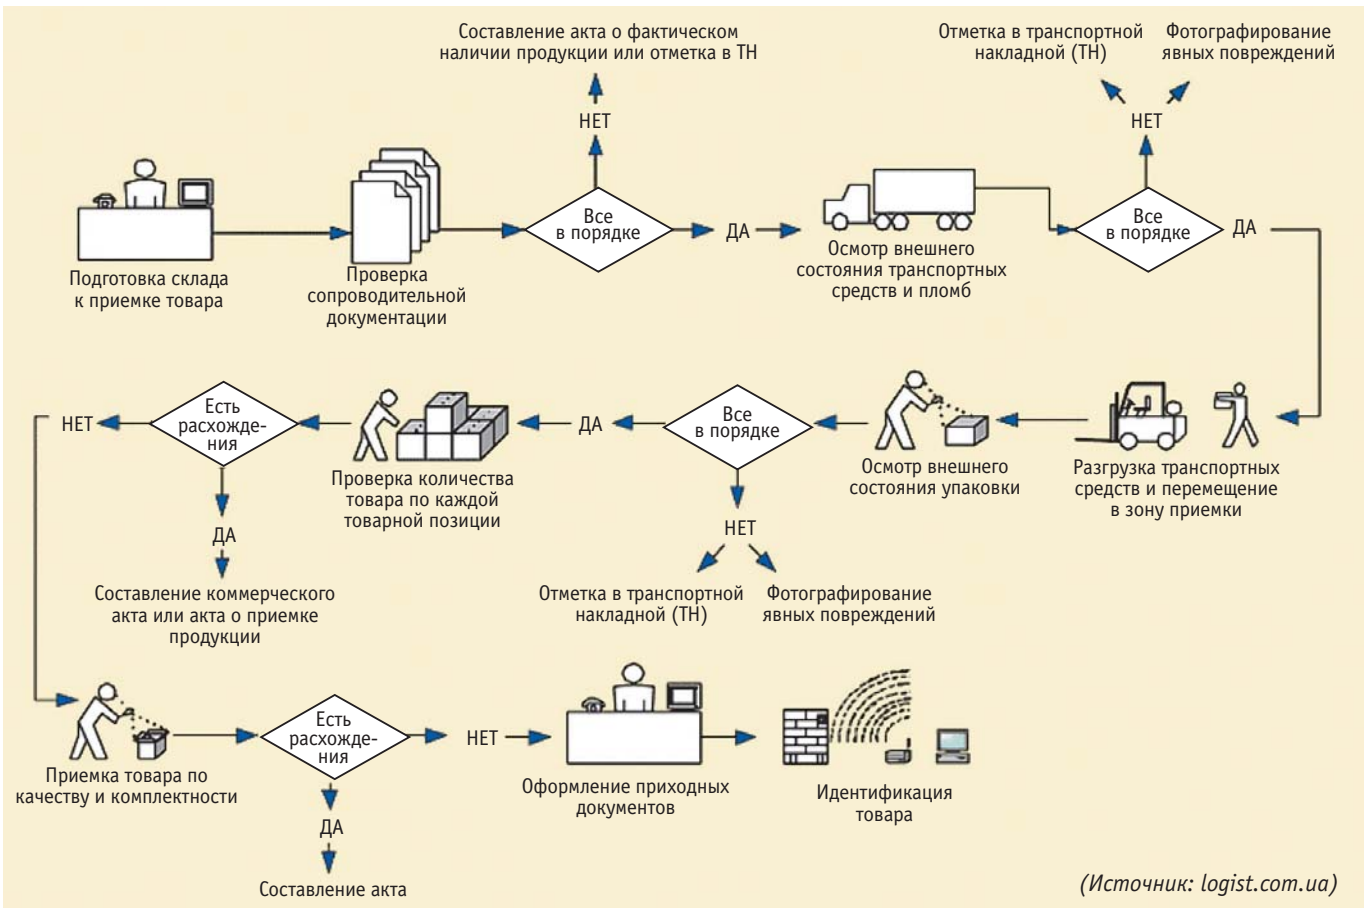 Составление акта о фактическом
наличии продукции или отметка в ТН
Отметка в транспортной
накладной (ТН)
Фотографирование
явных повреждений
НЕТ
НЕТ
Подготовка склада
к приемке товара
Проверка
сопроводительной
документации
Все
в порядке
ДА
Осмотр внешнего
состояния транспортных
средств и пломб
Все
в порядке
ДА
Разгрузка транспортных
средств и перемещение
в зону приемки
Осмотр внешнего
состояния упаковки
Все
в порядке
НЕТ
Отметка в транспортной
накладной (ТН)
Фотографирование
явных повреждений
ДА
Проверка количества
товара по каждой
товарной позиции
Есть
расхожде-
ния
ДА
Составление коммерческого
акта или акта о приемке
продукции
НЕТ
Приемка товара по
качеству и комплектности
Есть
расхожде-
ния
ДА
Составление акта
НЕТ
Оформление приходных
документов
Идентификация
товара
(Источник: logist.com.ua)